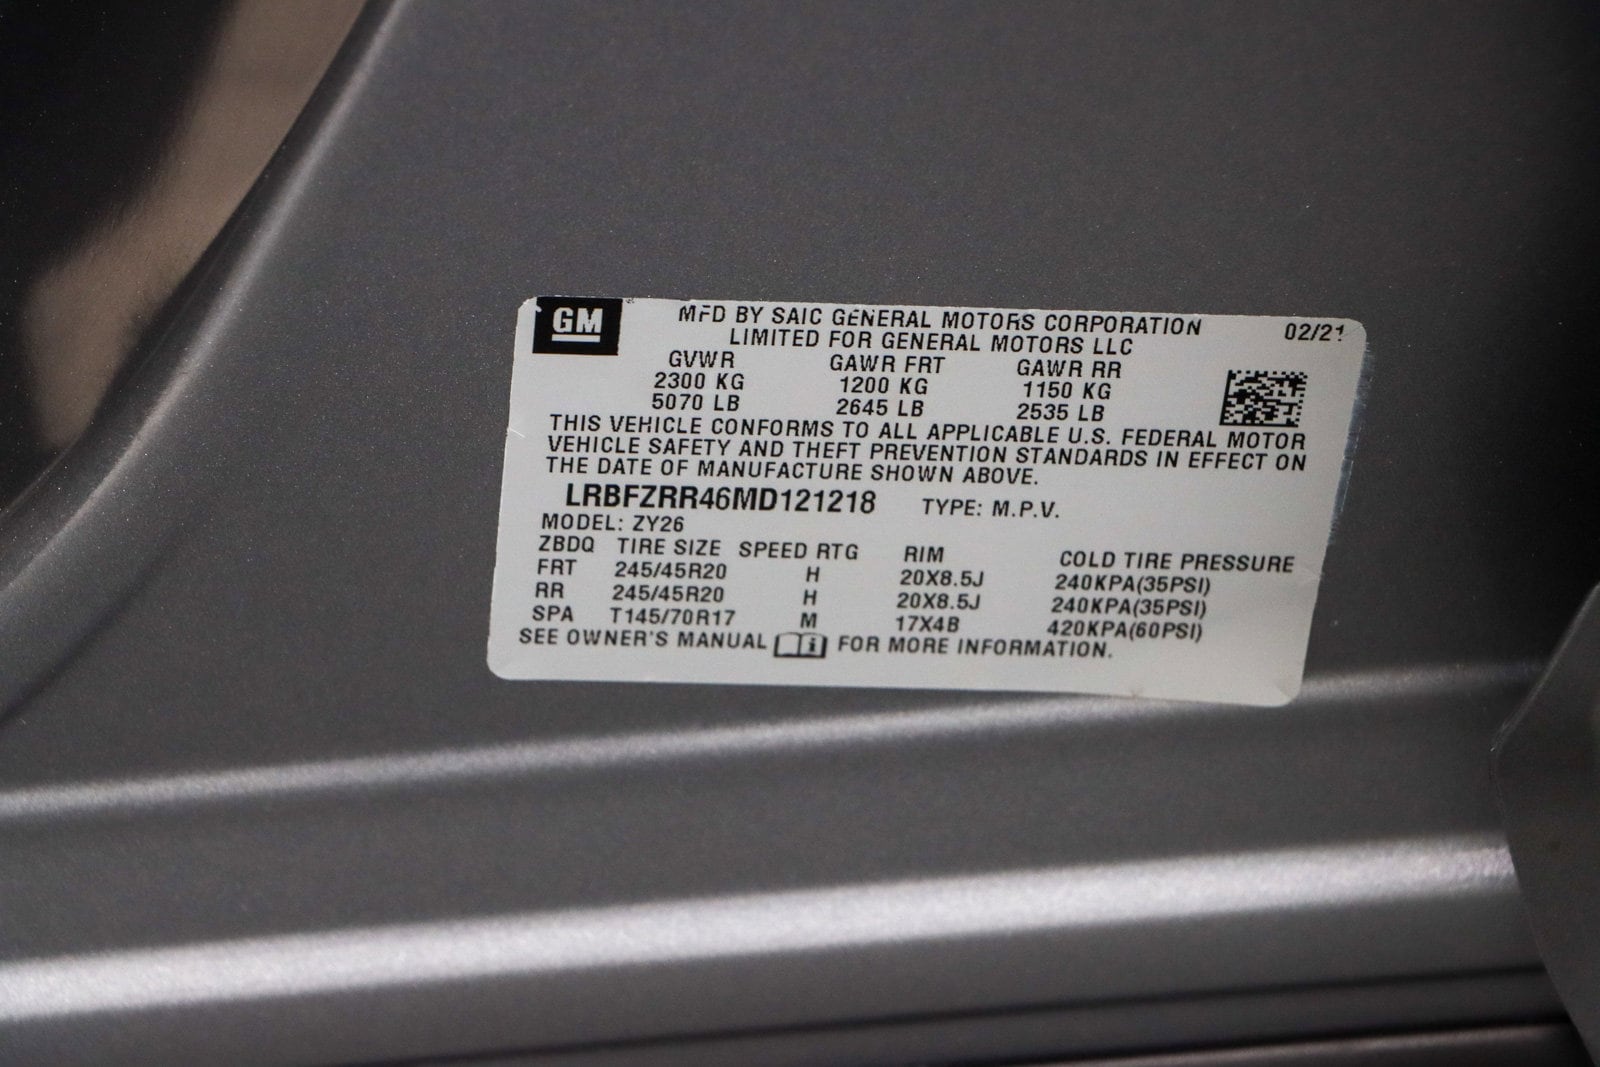 GM
MFD BY SAIC GENERAL MOTORS CORPORATION 02/21
LIMITED FOR GENERAL MOTORS LLC
GVWR GAWR FRT GAWR RR
2300 KG 1200 KG 1150 KG
5070 LB 2645 LB 2535 LB
THIS VEHICLE CONFORMS TO ALL APPLICABLE U.S. FEDERAL MOTOR
VEHICLE SAFETY AND THEFT PREVENTION STANDARDS IN EFFECT ON
THE DATE OF MANUFACTURE SHOWN ABOVE.
LRBFZRR46MD121218 TYPE: M.P.V.
MODEL: ZY26
ZBDQ TIRE SIZE SPEED RTG RIM COLD TIRE PRESSURE
FRT 245/45R20 H 20X8.5J 240KPA(35PSI)
RR 245/45R20 H 20X8.5J 240KPA(35PSI)
SPA T145/70R17 M 17X4B 420KPA(60PSI)
SEE OWNER'S MANUAL i FOR MORE INFORMATION.